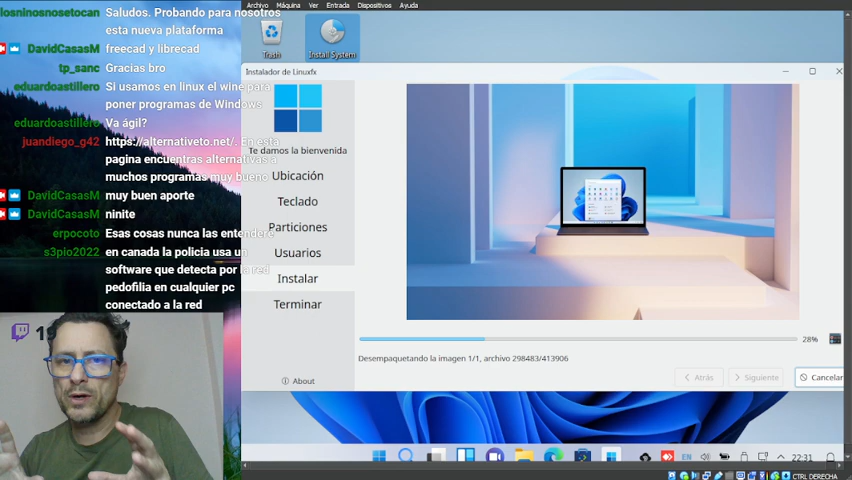 losninosnosetocan Saludos. Probando para nosotros
esta nueva plataforma
DavidCasasM freecad y librecad
tp_sanc Gracias bro
eduardoastillero Si usamos en linux el wine para
poner programas de Windows
eduardoastillero Va ágil?
juandiego_g42 https://alternativeto.net/. En esta
pagina encuentras alternativas a
muchos programas muy bueno
DavidCasasM muy buen aporte
DavidCasasM ninite
erpocoto Esas cosas nunca las entenderé
s3pio2022 en canada la policia usa un
software que detecta por la red
pedofilia en cualquier pc
conectado a la red
Archivo Máquina Ver Entrada Dispositivos Ayuda
Trash
Install System
Instalador de Linuxfx
Te damos la bienvenida
Ubicación
Teclado
Particiones
Usuarios
Instalar
Terminar
About
28%
Desempaquetando la imagen 1/1, archivo 298483/413906
Atrás
Siguiente
Cancelar
EN
22:31
CTRL DERECHA